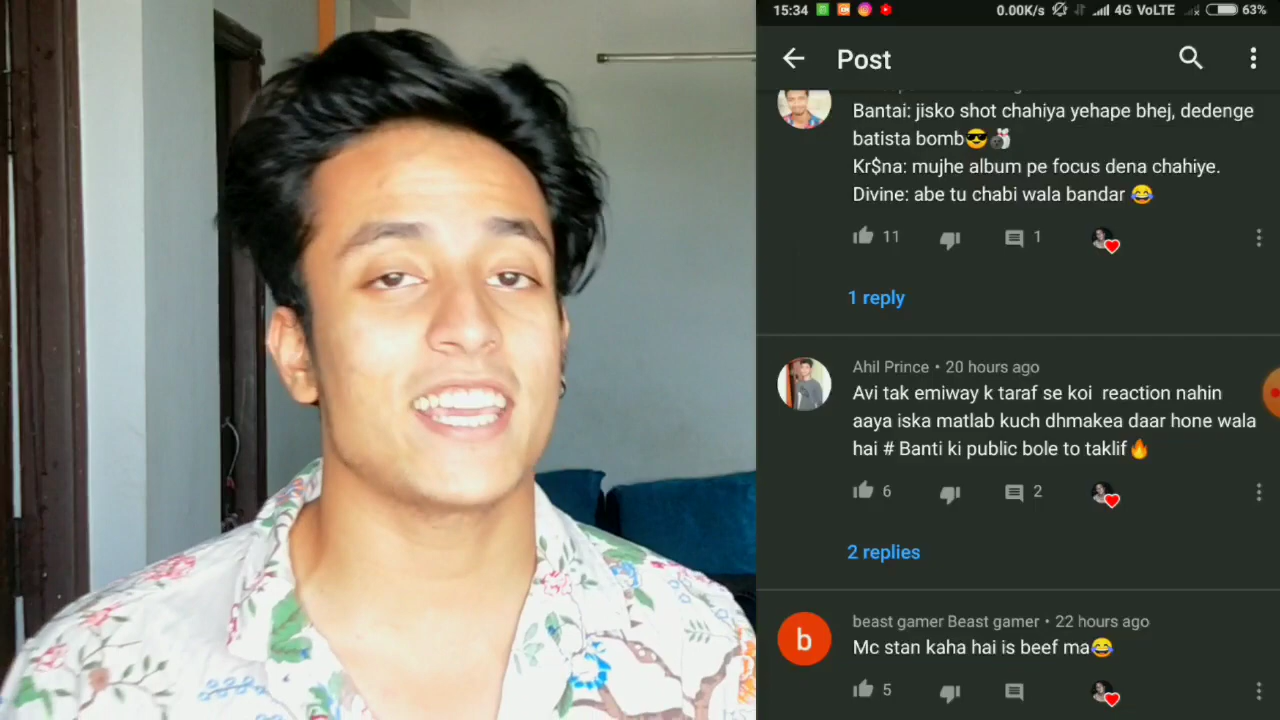 15:34
0.00K/s 4G VoLTE 63%
Post
Bantai: jisko shot chahiya yehape bhej, dedenge
batista bomb😎🎳
Kr$na: mujhe album pe focus dena chahiye.
Divine: abe tu chabi wala bandar 😂
11 1
1 reply
Ahil Prince • 20 hours ago
Avi tak emiway k taraf se koi reaction nahin
aaya iska matlab kuch dhmakea daar hone wala
hai # Banti ki public bole to taklif🔥
6 2
2 replies
b
beast gamer Beast gamer • 22 hours ago
Mc stan kaha hai is beef ma😂
5